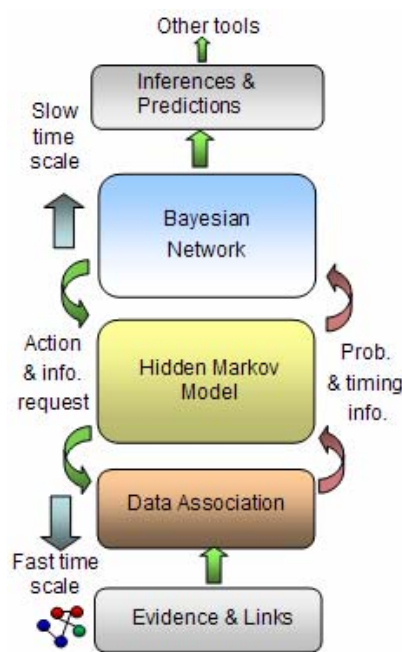 Other tools
Inferences &
Predictions
Slow
time
scale
Bayesian
Network
Action
& info.
request
Hidden Markov
Model
Prob.
& timing
info.
Data Association
Fast time
scale
Evidence & Links